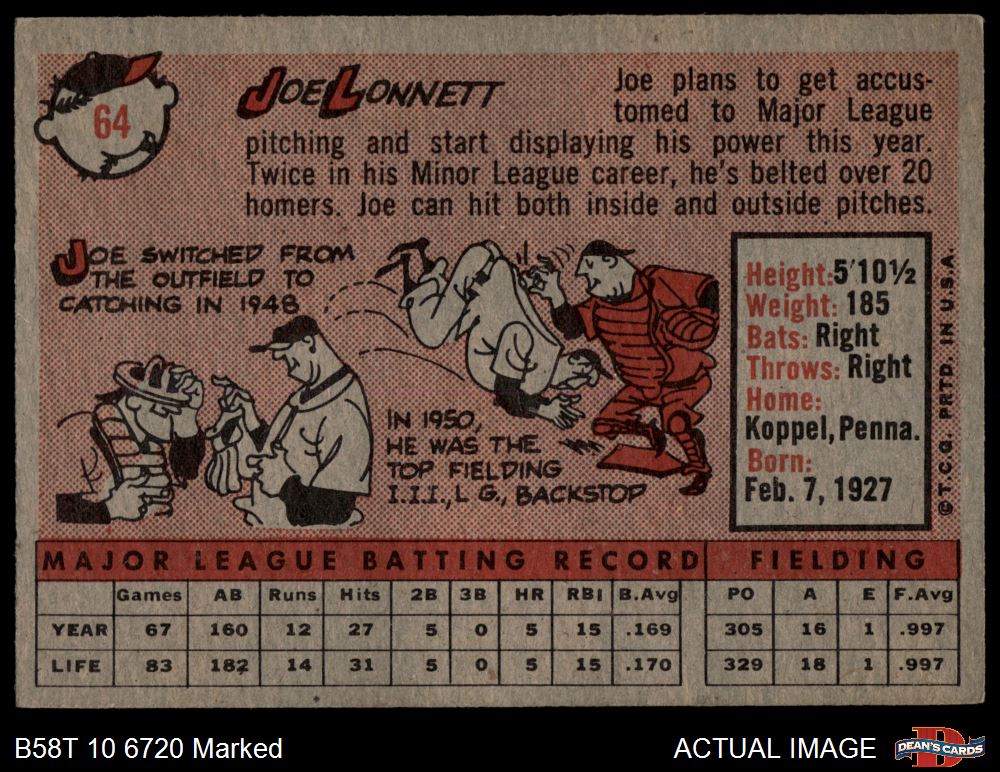 64
JOE LONNETT
Joe plans to get accus-
tomed to Major League
pitching and start displaying his power this year.
Twice in his Minor League career, he's belted over 20
homers. Joe can hit both inside and outside pitches.
JOE SWITCHED FROM
THE OUTFIELD TO
CATCHING IN 1948
IN 1950,
HE WAS THE
TOP FIELDING
I.I.I., L G., BACKSTOP
Height: 5'10½
Weight: 185
Bats: Right
Throws: Right
Home:
Koppel, Penna.
Born:
Feb. 7, 1927
©T.C.G. PRTD. IN U.S.A.
MAJOR LEAGUE BATTING RECORD FIELDING
Games AB Runs Hits 2B 3B HR RBI B.Avg PO A E F.Avg
YEAR 67 160 12 27 5 0 5 15 .169 305 16 1 .997
LIFE 83 182 14 31 5 0 5 15 .170 329 18 1 .997
B58T 10 6720 Marked
ACTUAL IMAGE
DEAN'S CARDS